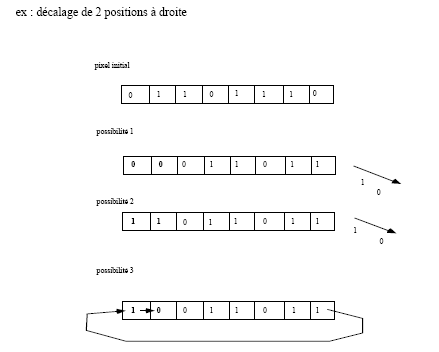 ex : décalage de 2 positions à droite
pixel initial
0 1 1 0 1 1 1 0
possibilité 1
0 0 0 1 1 0 1 1
1
0
possibilité 2
1 1 0 1 1 0 1 1
1
0
possibilité 3
1 0 0 1 1 0 1 1